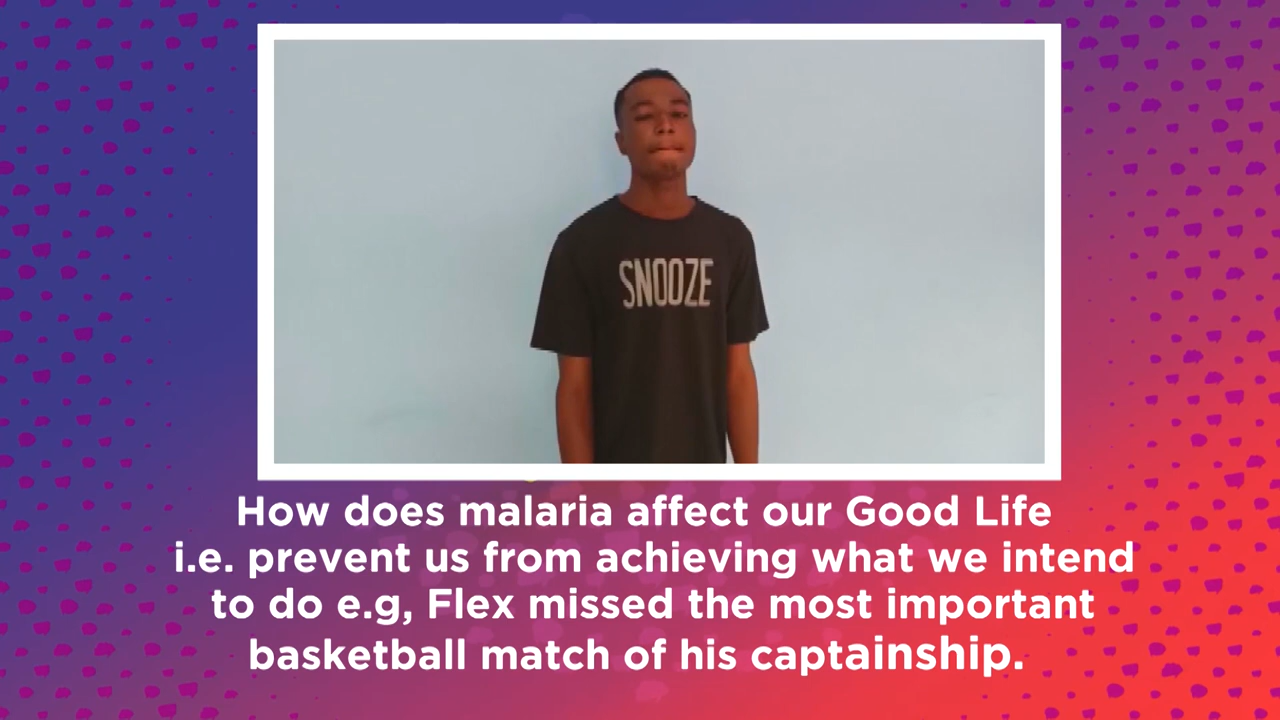 SNOOZE
How does malaria affect our Good Life
i.e. prevent us from achieving what we intend
to do e.g, Flex missed the most important
basketball match of his captainship.